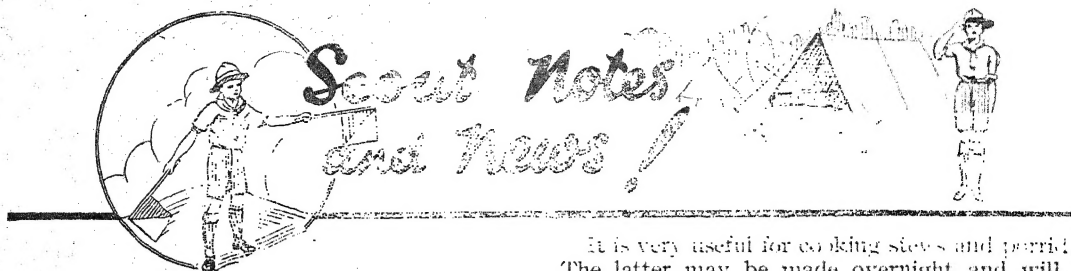 Scout Notes
and News!
It is very useful for cooking stews and porrid
The latter may be made overnight and will